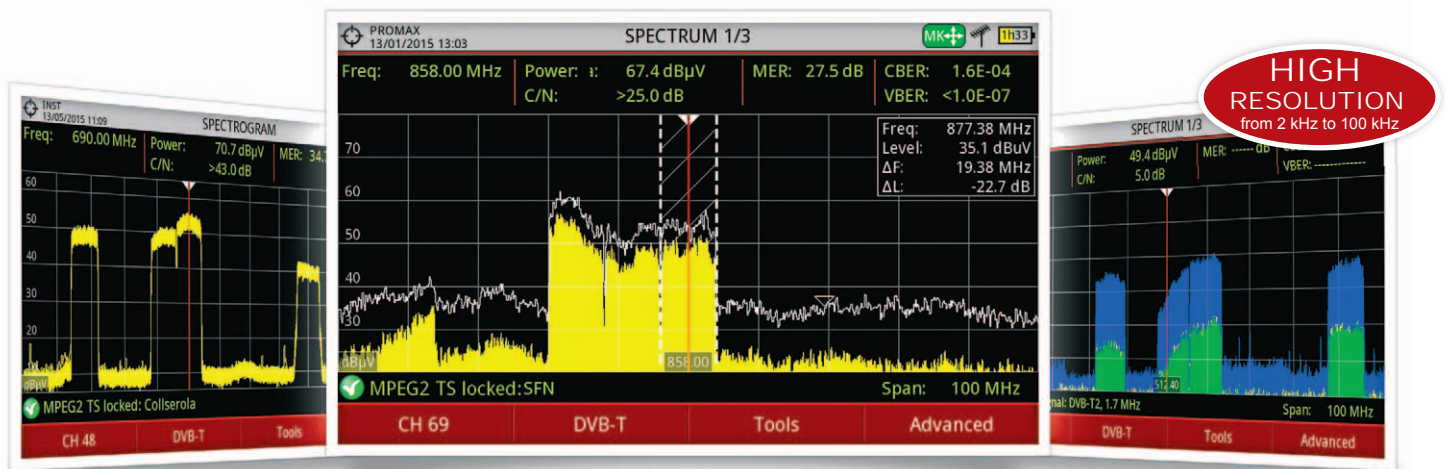 INST
13/05/2015 11:09
SPECTROGRAM
Freq: 690.00 MHz
Power: 70.7 dBµV
C/N: >43.0 dB
MER: 34.
60
50
40
30
20
dBµV
MPEG2 TS locked: Collserola
CH 48
DVB-T
Tools
PROMAX
13/01/2015 13:03
SPECTRUM 1/3
MK
1h33
Freq: 858.00 MHz
Power: 67.4 dBµV
C/N: >25.0 dB
MER: 27.5 dB
CBER: 1.6E-04
VBER: <1.0E-07
Freq: 877.38 MHz
Level: 35.1 dBuV
ΔF: 19.38 MHz
ΔL: -22.7 dB
70
60
50
40
30
dBµV
858.00
MPEG2 TS locked:SFN
Span: 100 MHz
CH 69
DVB-T
Tools
Advanced
HIGH
RESOLUTION
from 2 kHz to 100 kHz
SPECTRUM 1/3
Power: 49.4 dBµV
C/N: 5.0 dB
MER: ------ dB
VBER: -------------
512.40
nal: DVB-T2, 1.7 MHz
Span: 100 MHz
DVB-T
Tools
Advanced